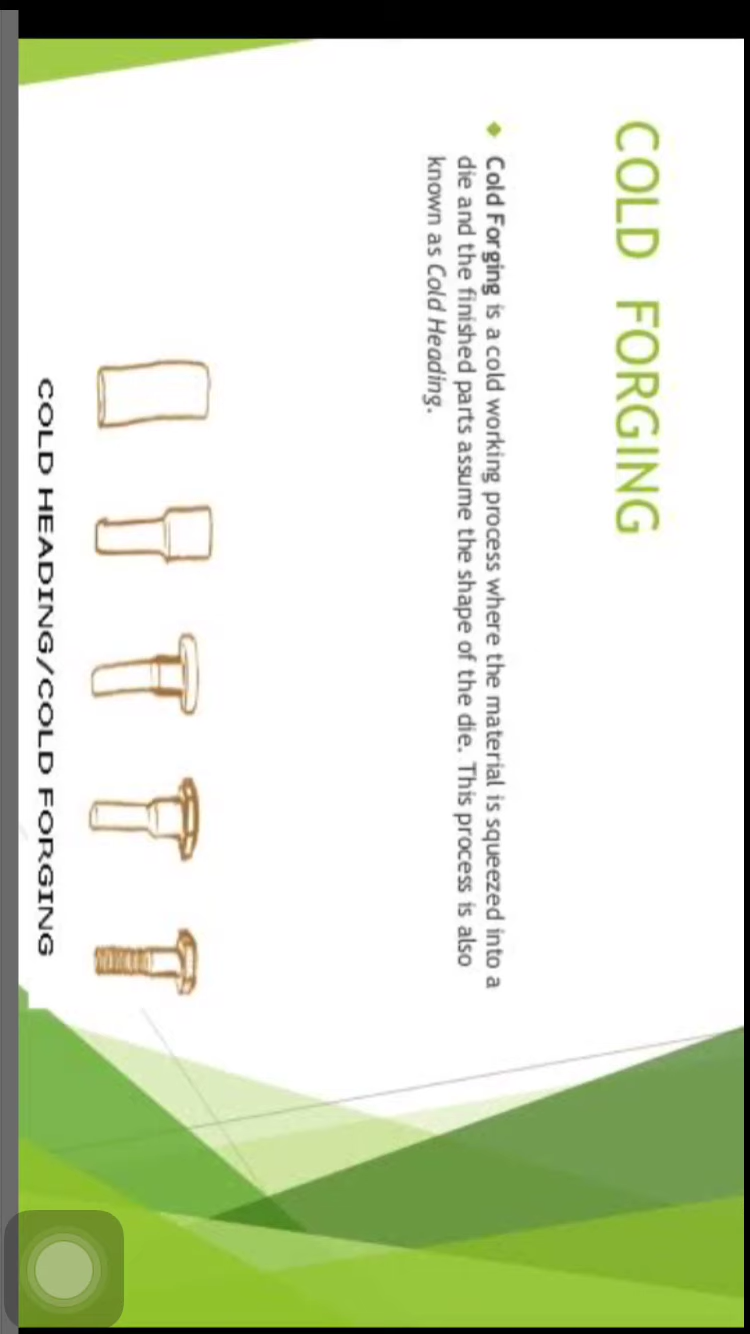 COLD FORGING
Cold Forging is a cold working process where the material is squeezed into a
die and the finished parts assume the shape of the die. This process is also
known as Cold Heading.
COLD HEADING/COLD FORGING